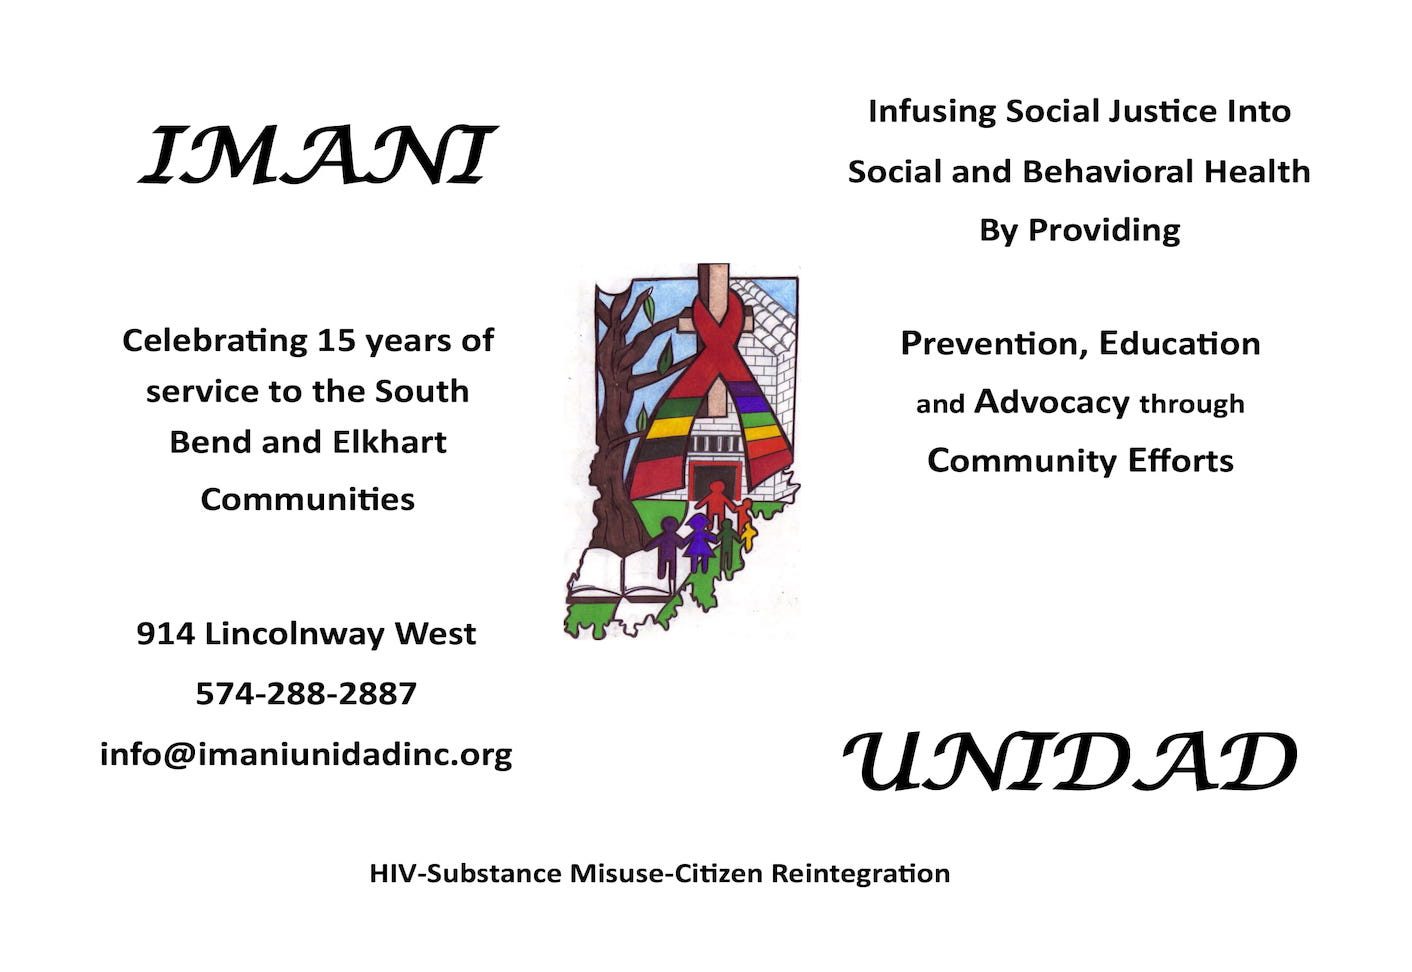 IMANI
Celebrating 15 years of
service to the South
Bend and Elkhart
Communities
914 Lincolnway West
574-288-2887
info@imaniunidadinc.org
Infusing Social Justice Into
Social and Behavioral Health
By Providing
Prevention, Education
and Advocacy through
Community Efforts
UNIDAD
HIV-Substance Misuse-Citizen Reintegration